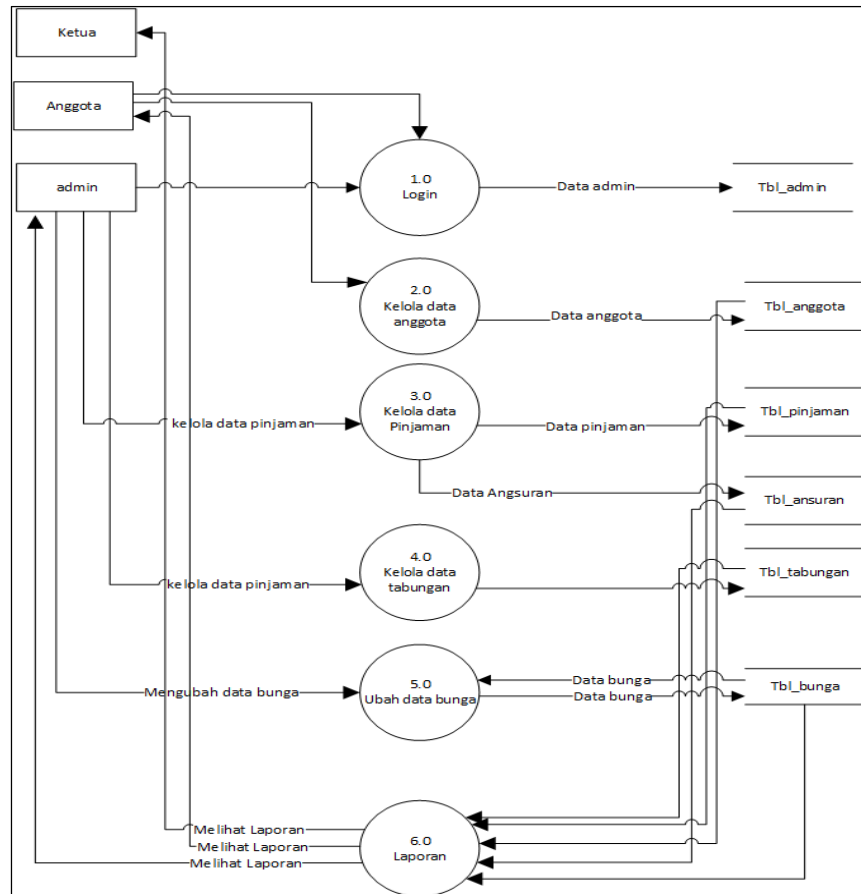 Ketua
Anggota
admin
1.0
Login
Data admin
Tbl_admin
2.0
Kelola data
anggota
Data anggota
Tbl_anggota
kelola data pinjaman
3.0
Kelola data
Pinjaman
Data pinjaman
Tbl_pinjaman
Data Angsuran
Tbl_ansuran
kelola data pinjaman
4.0
Kelola data
tabungan
Tbl_tabungan
Mengubah data bunga
5.0
Ubah data bunga
Data bunga
Data bunga
Tbl_bunga
Melihat Laporan
Melihat Laporan
Melihat Laporan
6.0
Laporan